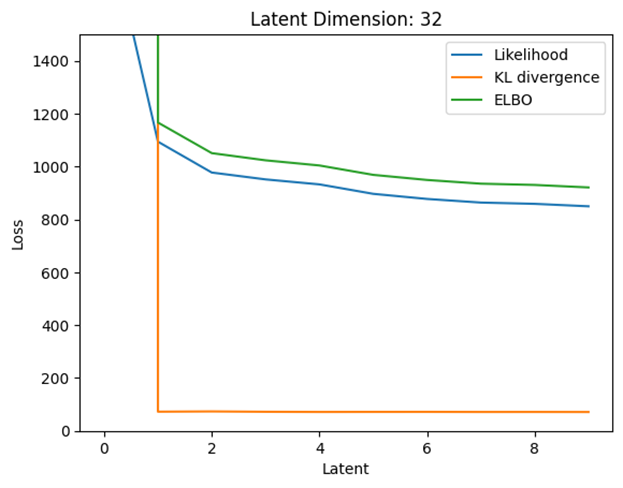 Latent Dimension: 32
Likelihood
KL divergence
ELBO
1400
1200
1000
800
600
400
200
0
Loss
0 2 4 6 8
Latent